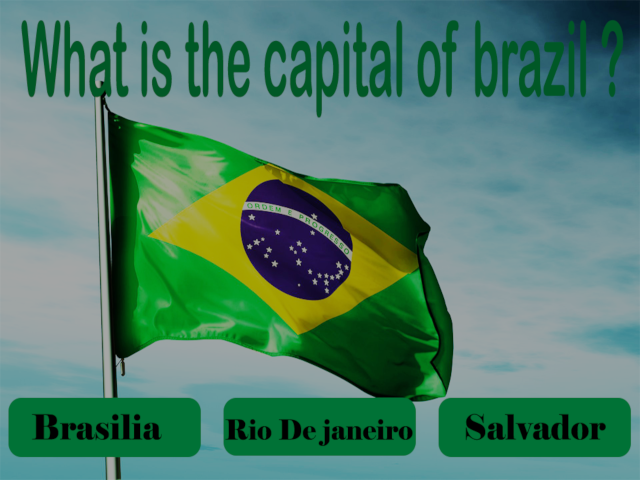 What is the capital of brazil ?
ORDEM E PROGRESSO
Brasilia
Rio De janeiro
Salvador